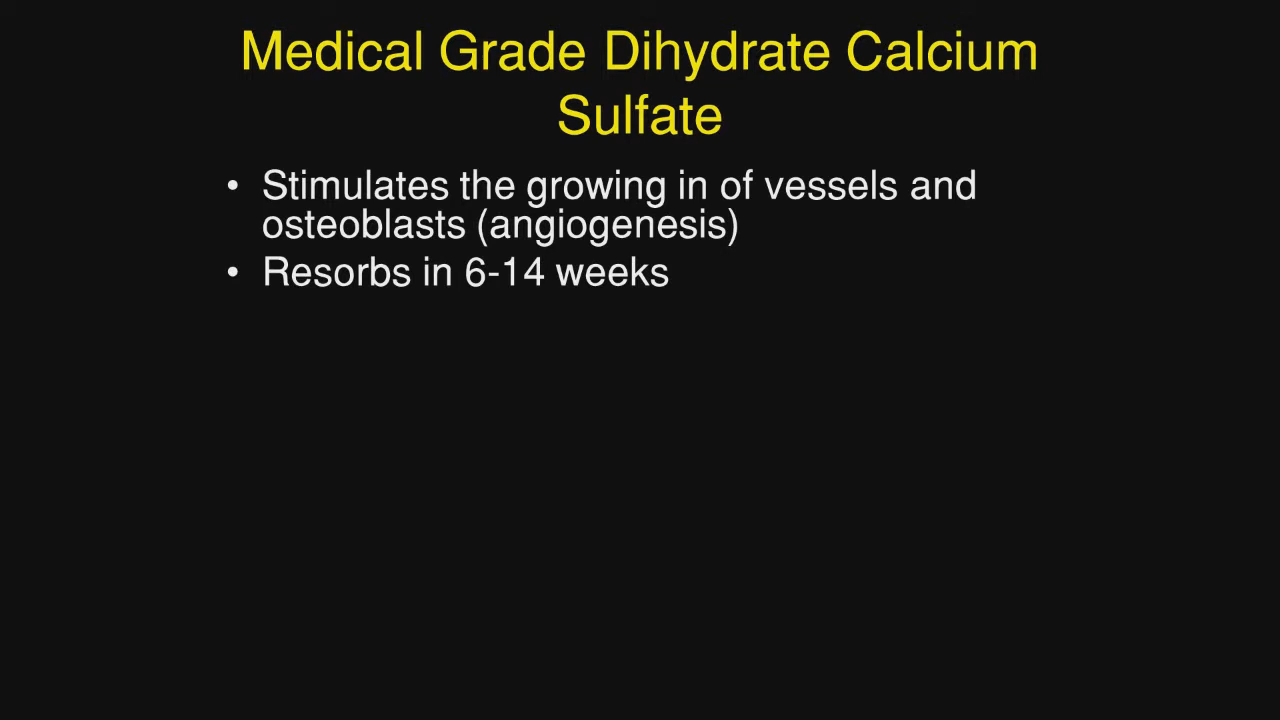 Medical Grade Dihydrate Calcium
Sulfate
• Stimulates the growing in of vessels and
osteoblasts (angiogenesis)
• Resorbs in 6-14 weeks